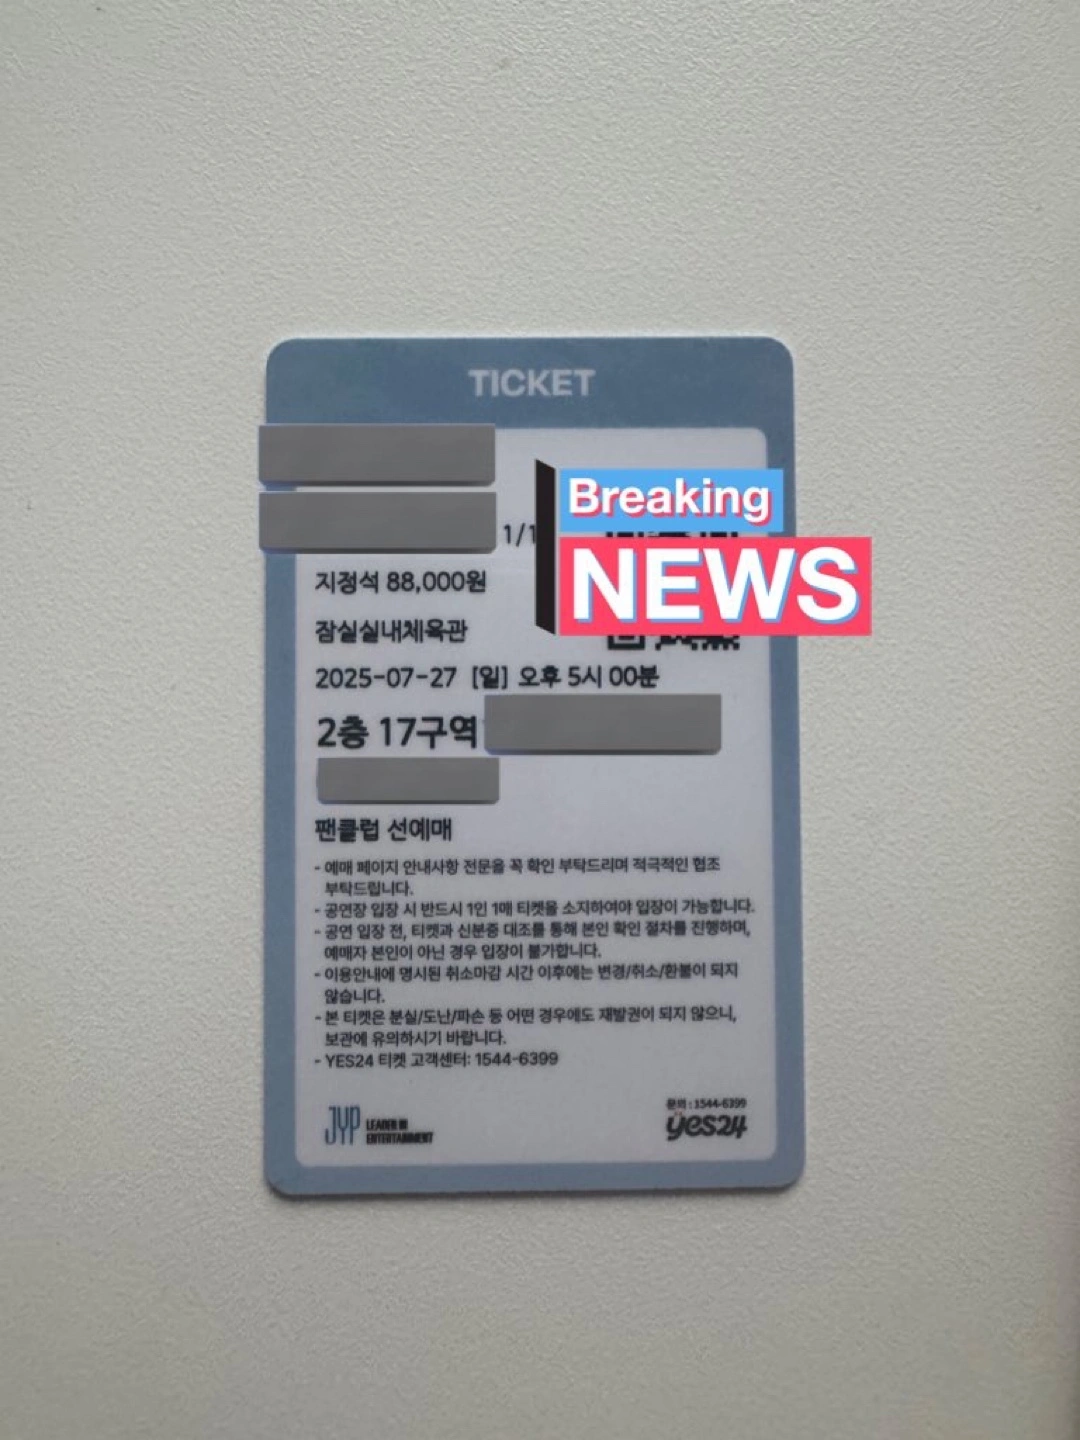 TICKET
1/1
Breaking
NEWS
지정석 88,000원
잠실실내체육관
2025-07-27 [일] 오후 5시 00분
2층 17구역
팬클럽 선예매
- 예매 페이지 안내사항 전문을 꼭 확인 부탁드리며 적극적인 협조
부탁드립니다.
- 공연장 입장 시 반드시 1인 1매 티켓을 소지하여야 입장이 가능합니다.
- 공연 입장 전, 티켓과 신분증 대조를 통해 본인 확인 절차를 진행하며,
예매자 본인이 아닌 경우 입장이 불가합니다.
- 이용안내에 명시된 취소마감 시간 이후에는 변경/취소/환불이 되지
않습니다.
- 본 티켓은 분실/도난/파손 등 어떤 경우에도 재발권이 되지 않으니,
보관에 유의하시기 바랍니다.
- YES24 티켓 고객센터: 1544-6399
JYP LEADER IN
ENTERTAINMENT
문의 : 1544-6399
yes24